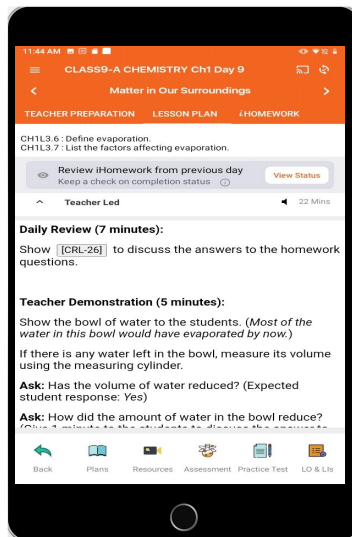 11:44 AM
CLASS9-A CHEMISTRY Ch1 Day 9
Matter in Our Surroundings
TEACHER PREPARATION LESSON PLAN iHOMEWORK
CH1L3.6 : Define evaporation.
CH1L3.7 : List the factors affecting evaporation.
Review iHomework from previous day
Keep a check on completion status
View Status
Teacher Led 22 Mins
Daily Review (7 minutes):
Show [CRL-26] to discuss the answers to the homework
questions.
Teacher Demonstration (5 minutes):
Show the bowl of water to the students. (Most of the
water in this bowl would have evaporated by now.)
If there is any water left in the bowl, measure its volume
using the measuring cylinder.
Ask: Has the volume of water reduced? (Expected
student response: Yes)
Ask: How did the amount of water in the bowl reduce?
Back Plans Resources Assessment Practice Test LO & LIs